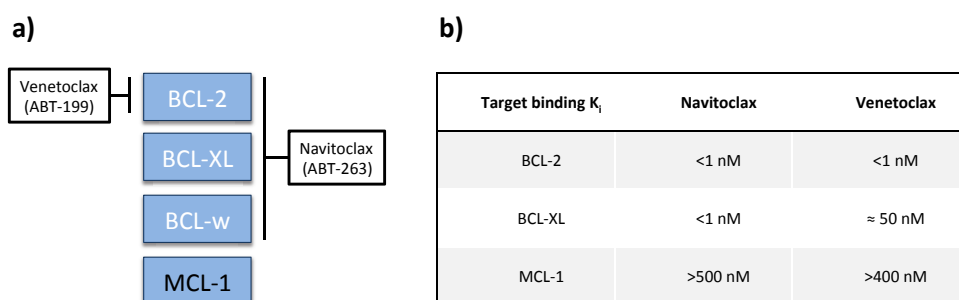 a)
b)
Venetoclax
(ABT-199)
BCL-2
BCL-XL
BCL-w
MCL-1
Navitoclax
(ABT-263)
Target binding Ki Navitoclax Venetoclax
BCL-2 <1 nM <1 nM
BCL-XL <1 nM ≈ 50 nM
MCL-1 >500 nM >400 nM